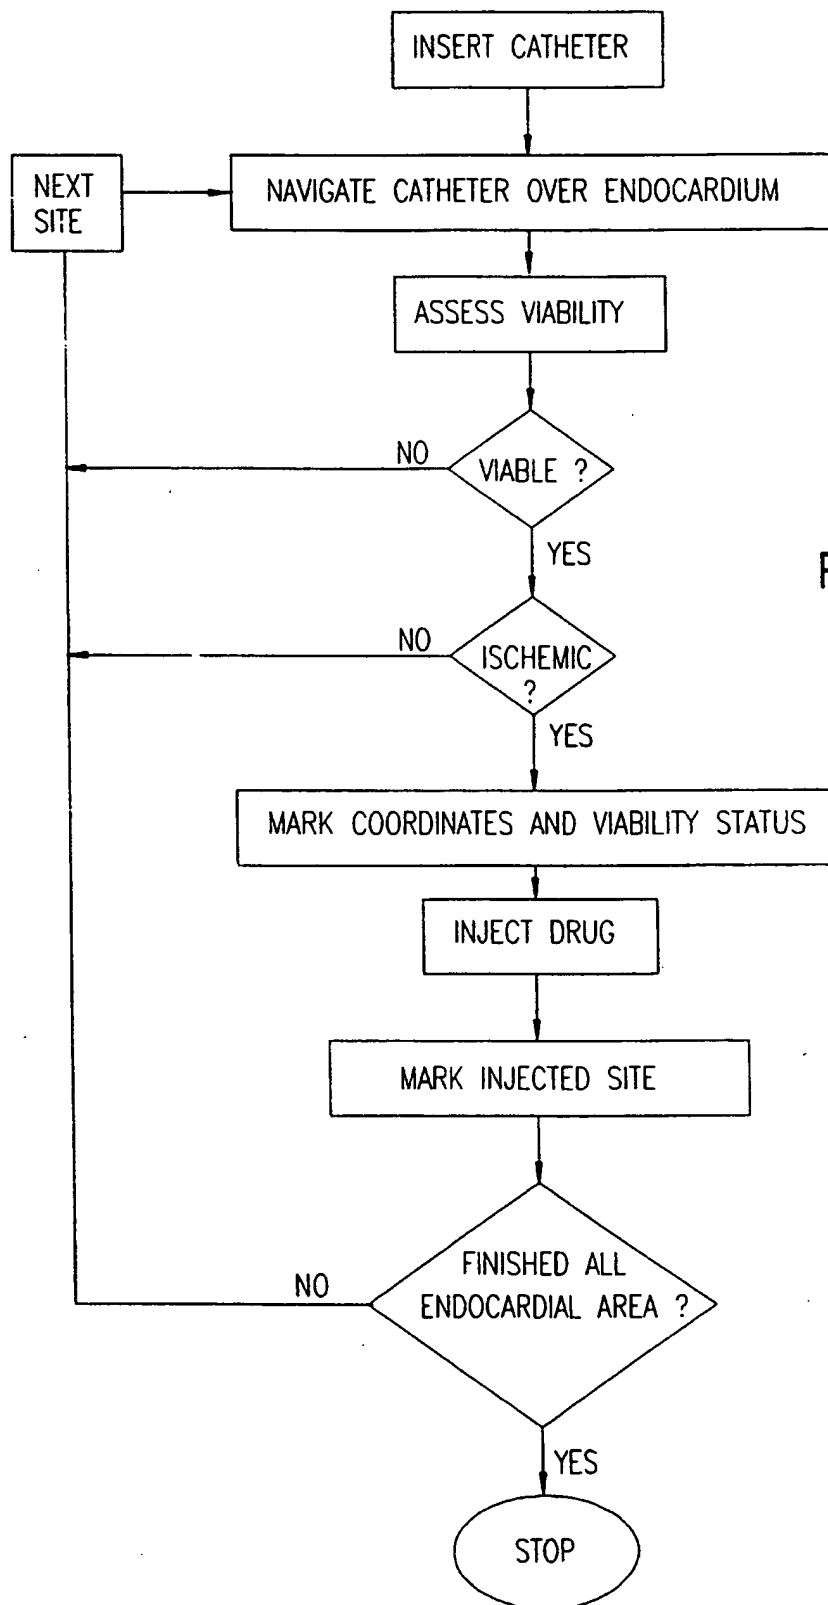 INSERT CATHETER
NEXT
SITE
NAVIGATE CATHETER OVER ENDOCARDIUM
ASSESS VIABILITY
NO
VIABLE ?
YES
NO
ISCHEMIC
?
YES
MARK COORDINATES AND VIABILITY STATUS
INJECT DRUG
MARK INJECTED SITE
FINISHED ALL
NO
ENDOCARDIAL AREA ?
YES
STOP